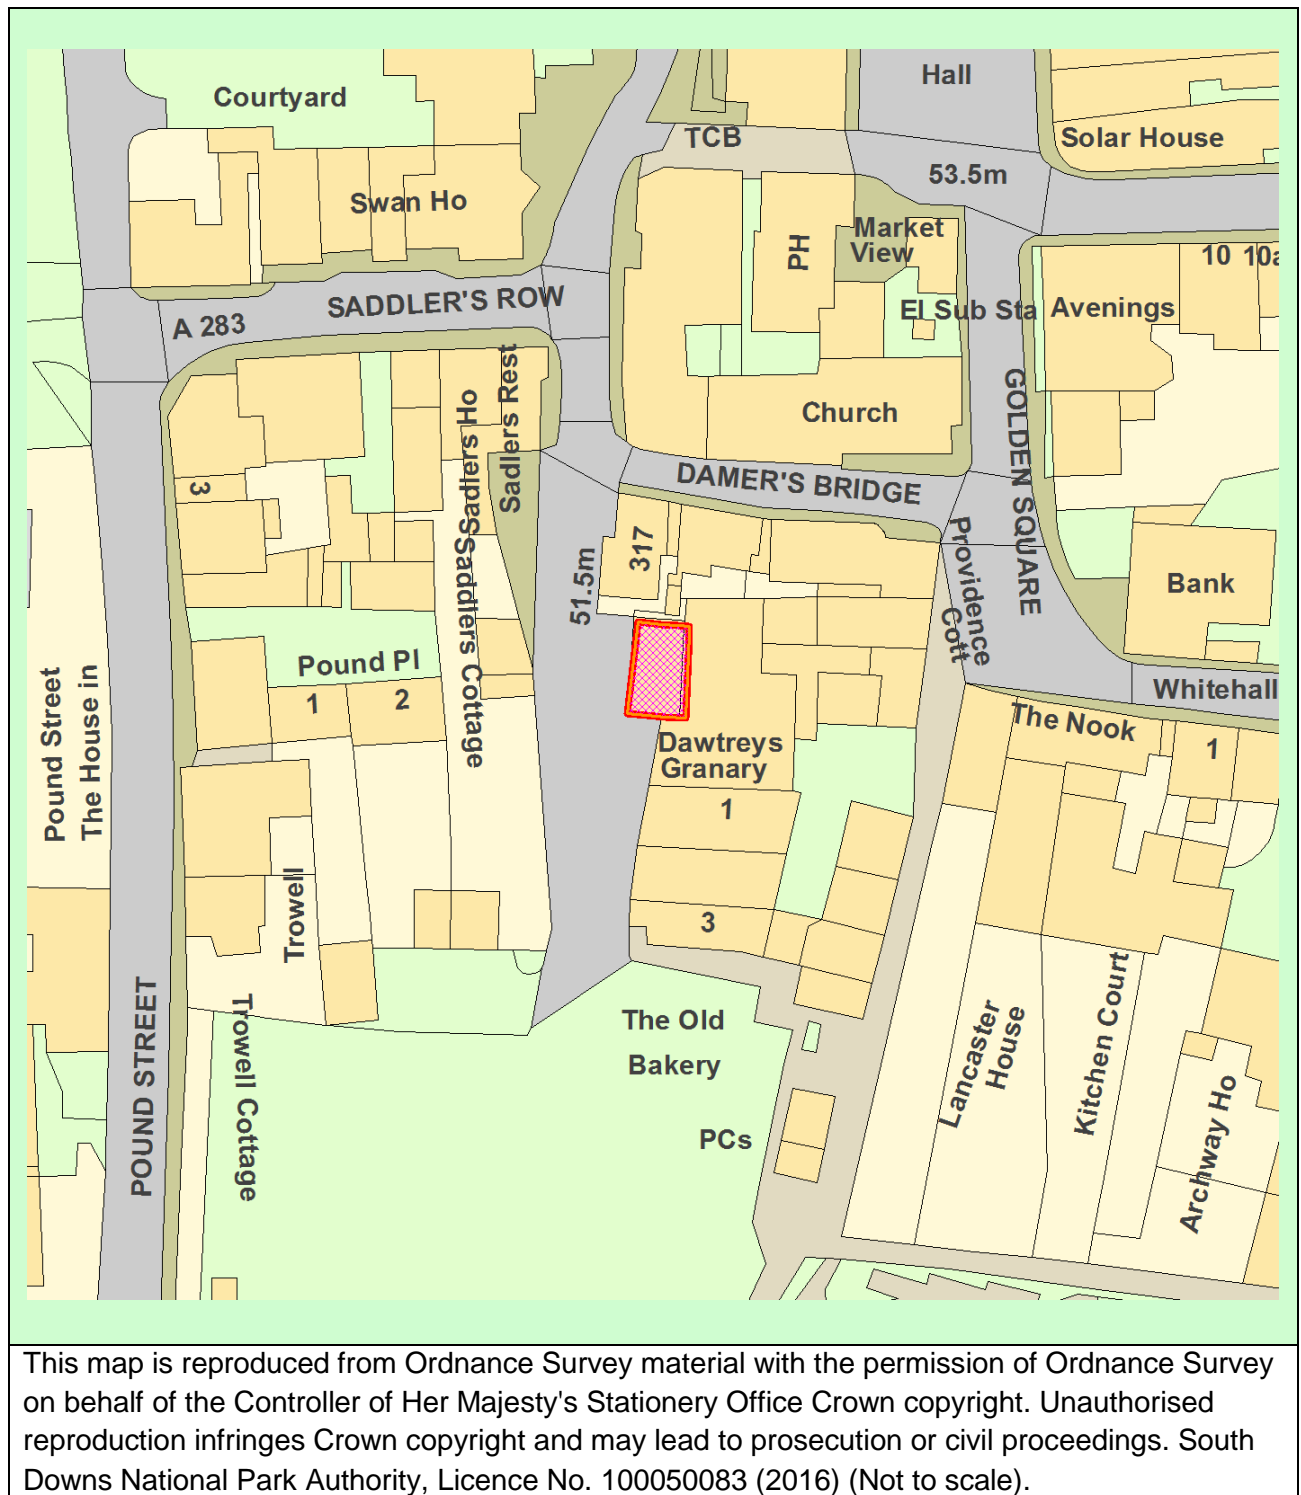 Courtyard
Hall
TCB
Solar House
53.5m
Swan Ho
PH
Market
View
10
10a
SADDLER'S ROW
A 283
El Sub Sta
Avenings
Sadlers Rest
Sadlers Ho
Church
GOLDEN SQUARE
DAMER'S BRIDGE
3
317
51.5m
Providence
Cott
Bank
Saddlers Cottage
Pound Pl
1
2
Pound Street
The House in
Whitehall
The Nook
1
Dawtreys
Granary
1
3
Trowell
Trowell Cottage
POUND STREET
The Old
Bakery
PCs
Lancaster
House
Kitchen Court
Archway Ho
This map is reproduced from Ordnance Survey material with the permission of Ordnance Survey
on behalf of the Controller of Her Majesty's Stationery Office Crown copyright. Unauthorised
reproduction infringes Crown copyright and may lead to prosecution or civil proceedings. South
Downs National Park Authority, Licence No. 100050083 (2016) (Not to scale).